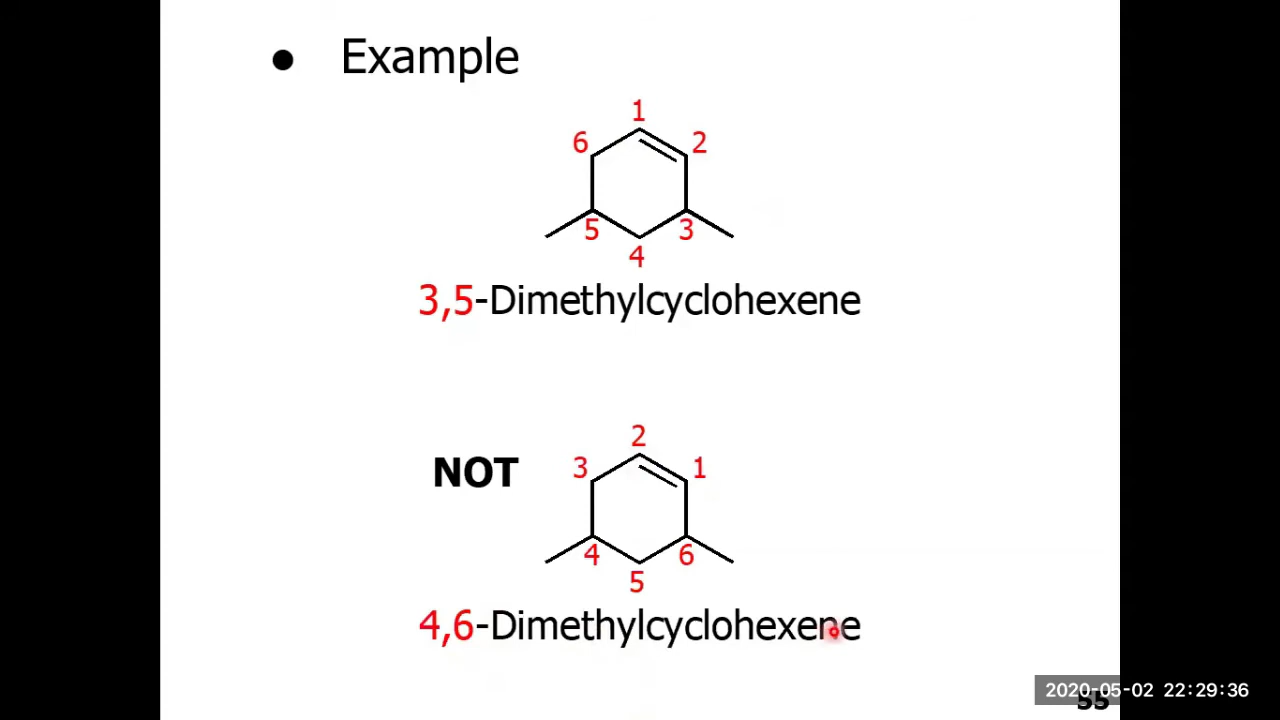 ● Example
1
6 2
5 3
4
3,5-Dimethylcyclohexene
2
NOT 3 1
4 6
5
4,6-Dimethylcyclohexene
2020-05-02 22:29:36
55